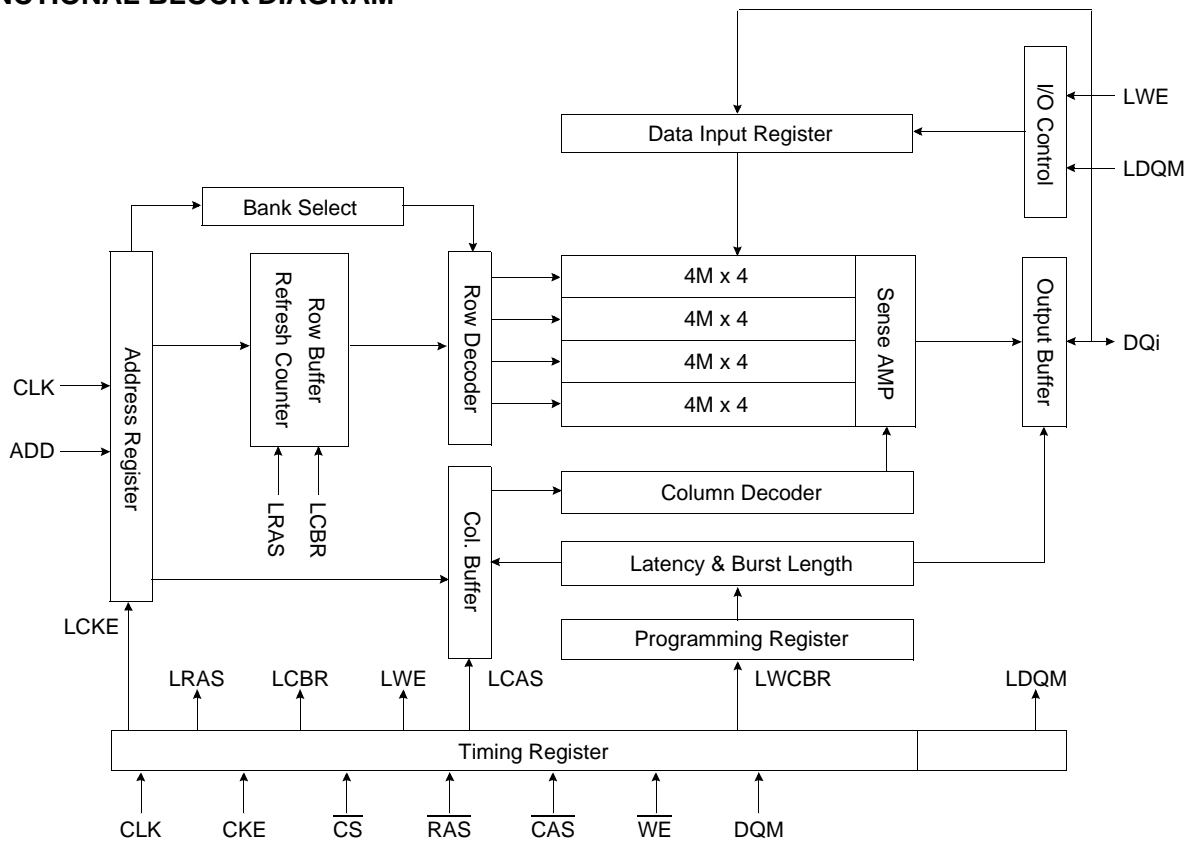 FUNCTIONAL BLOCK DIAGRAM
I/O Control
LWE
LDQM
Data Input Register
Bank Select
Address Register
CLK
ADD
Refresh Counter
Row Buffer
LRAS
LCBR
Row Decoder
4M x 4
4M x 4
4M x 4
4M x 4
Sense AMP
Output Buffer
DQi
Col. Buffer
Column Decoder
Latency & Burst Length
Programming Register
LCKE
LRAS
LCBR
LWE
LCAS
LWCBR
LDQM
Timing Register
CLK
CKE
CS
RAS
CAS
WE
DQM